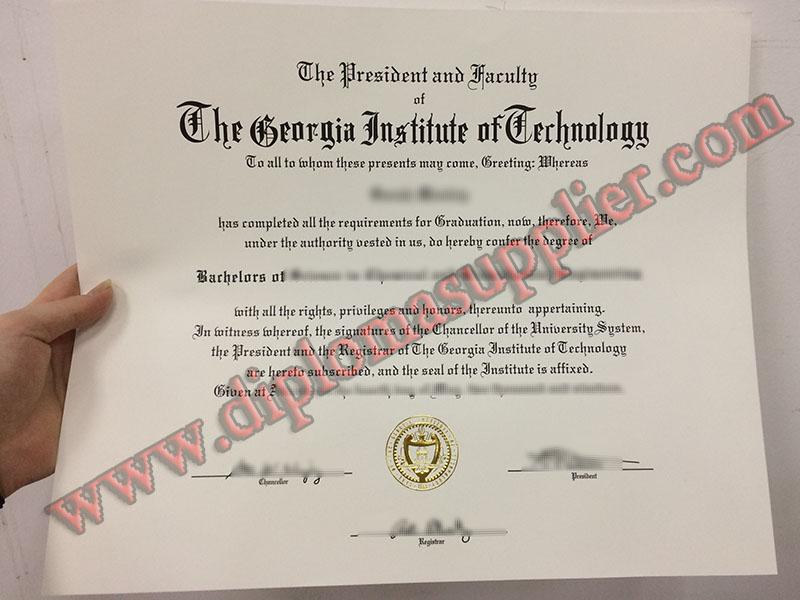 The President and Faculty
of
The Georgia Institute of Technology
To all to whom these presents may come, Greeting: Whereas
has completed all the requirements for Graduation, now, therefore, We,
under the authority vested in us, do hereby confer the degree of
Bachelors of Science in Chemical
with all the rights, privileges and honors, thereunto appertaining.
In witness whereof, the signatures of the Chancellor of the University System,
the President and the Registrar of The Georgia Institute of Technology
are hereto subscribed, and the seal of the Institute is affixed.
Given at
Chancellor
President
Registrar
www.diplomasupplier.com